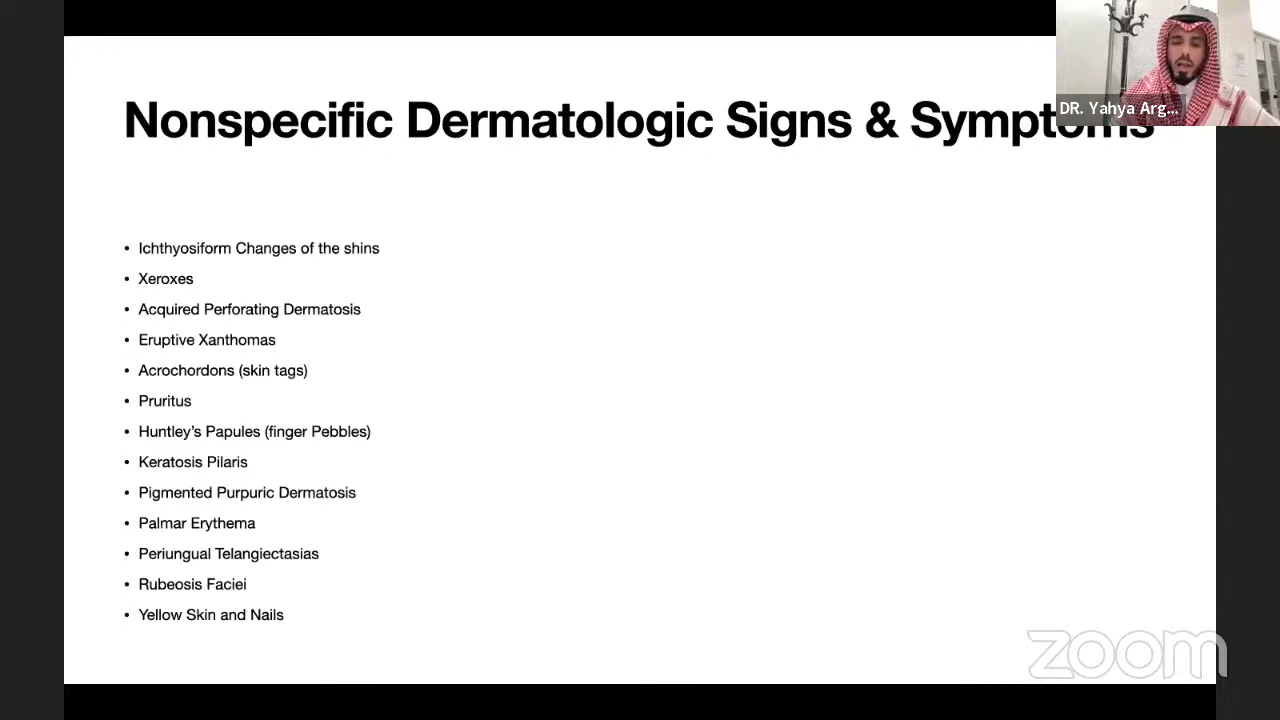 Nonspecific Dermatologic Signs & Symptoms
DR. Yahya Arg...
• Ichthyosiform Changes of the shins
• Xeroxes
• Acquired Perforating Dermatosis
• Eruptive Xanthomas
• Acrochordons (skin tags)
• Pruritus
• Huntley's Papules (finger Pebbles)
• Keratosis Pilaris
• Pigmented Purpuric Dermatosis
• Palmar Erythema
• Periungual Telangiectasias
• Rubeosis Faciei
• Yellow Skin and Nails
zoom